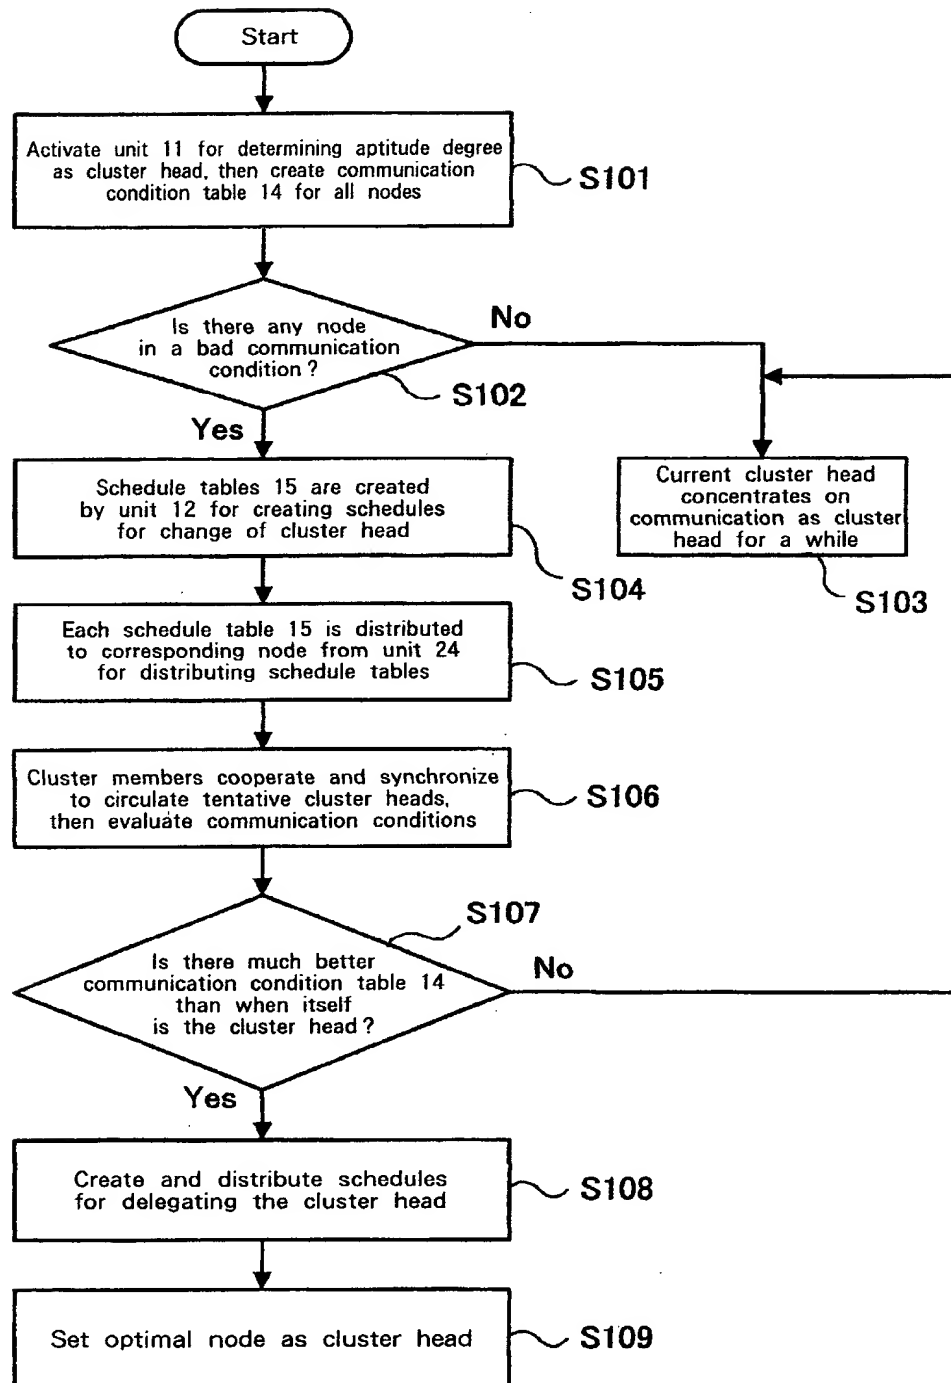 Start
Activate unit 11 for determining aptitude degree
as cluster head, then create communication
condition table 14 for all nodes
S101
Is there any node
in a bad communication
condition ?
No
S102
Yes
Schedule tables 15 are created
by unit 12 for creating schedules
for change of cluster head
S104
Current cluster head
concentrates on
communication as cluster
head for a while
S103
Each schedule table 15 is distributed
to corresponding node from unit 24
for distributing schedule tables
S105
Cluster members cooperate and synchronize
to circulate tentative cluster heads,
then evaluate communication conditions
S106
S107
Is there much better
communication condition table 14
than when itself
is the cluster head ?
No
Yes
Create and distribute schedules
for delegating the cluster head
S108
Set optimal node as cluster head
S109